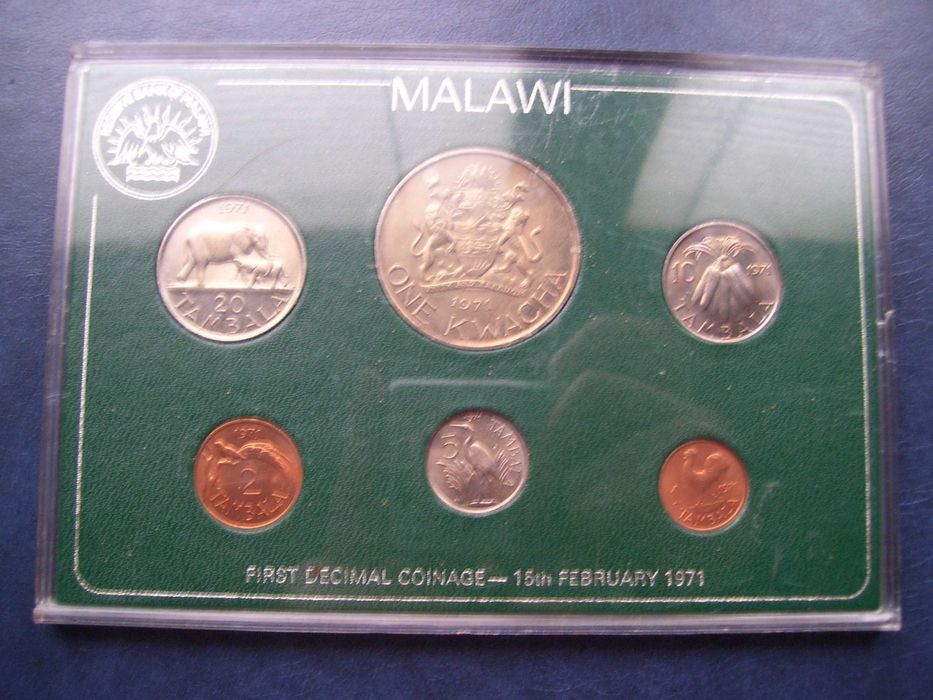 MALAWI
1971
20
TAMBALA
1971
ONE KWACHA
10
1971
TAMBALA
1971
2
TAMBALA
5
TAMBALA
1971
TAMBALA
FIRST DECIMAL COINAGE— 15th FEBRUARY 1971